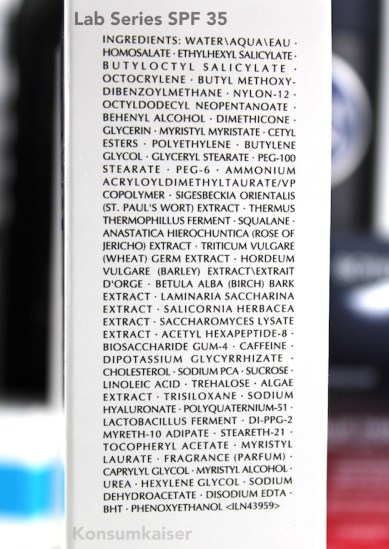 Lab Series SPF 35
INGREDIENTS: WATER\AQUA\EAU ·
HOMOSALATE · ETHYLHEXYL SALICYLATE ·
BUTYLOCTYL SALICYLATE ·
OCTOCRYLENE · BUTYL METHOXY-
DIBENZOYLMETHANE · NYLON-12 ·
OCTYLDODECYL NEOPENTANOATE ·
BEHENYL ALCOHOL · DIMETHICONE ·
GLYCERIN · MYRISTYL MYRISTATE · CETYL
ESTERS · POLYETHYLENE · BUTYLENE
GLYCOL · GLYCERYL STEARATE · PEG-100
STEARATE · PEG-6 · AMMONIUM
ACRYLOYLDIMETHYLTAURATE/VP
COPOLYMER · SIGESBECKIA ORIENTALIS
(ST. PAUL'S WORT) EXTRACT · THERMUS
THERMOPHILLUS FERMENT · SQUALANE ·
ANASTATICA HIEROCHUNTICA (ROSE OF
JERICHO) EXTRACT · TRITICUM VULGARE
(WHEAT) GERM EXTRACT · HORDEUM
VULGARE (BARLEY) EXTRACT\EXTRAIT
D'ORGE · BETULA ALBA (BIRCH) BARK
EXTRACT · LAMINARIA SACCHARINA
EXTRACT · SALICORNIA HERBACEA
EXTRACT · SACCHAROMYCES LYSATE
EXTRACT · ACETYL HEXAPEPTIDE-8 ·
BIOSACCHARIDE GUM-4 · CAFFEINE ·
DIPOTASSIUM GLYCYRRHIZATE ·
CHOLESTEROL · SODIUM PCA · SUCROSE ·
LINOLEIC ACID · TREHALOSE · ALGAE
EXTRACT · TRISILOXANE · SODIUM
HYALURONATE · POLYQUATERNIUM-51 ·
LACTOBACILLUS FERMENT · DI-PPG-2
MYRETH-10 ADIPATE · STEARETH-21 ·
TOCOPHERYL ACETATE · MYRISTYL
LAURATE · FRAGRANCE (PARFUM) ·
CAPRYLYL GLYCOL · MYRISTYL ALCOHOL ·
UREA · HEXYLENE GLYCOL · SODIUM
DEHYDROACETATE · DISODIUM EDTA ·
BHT · PHENOXYETHANOL <ILN43959>
Konsumkaiser